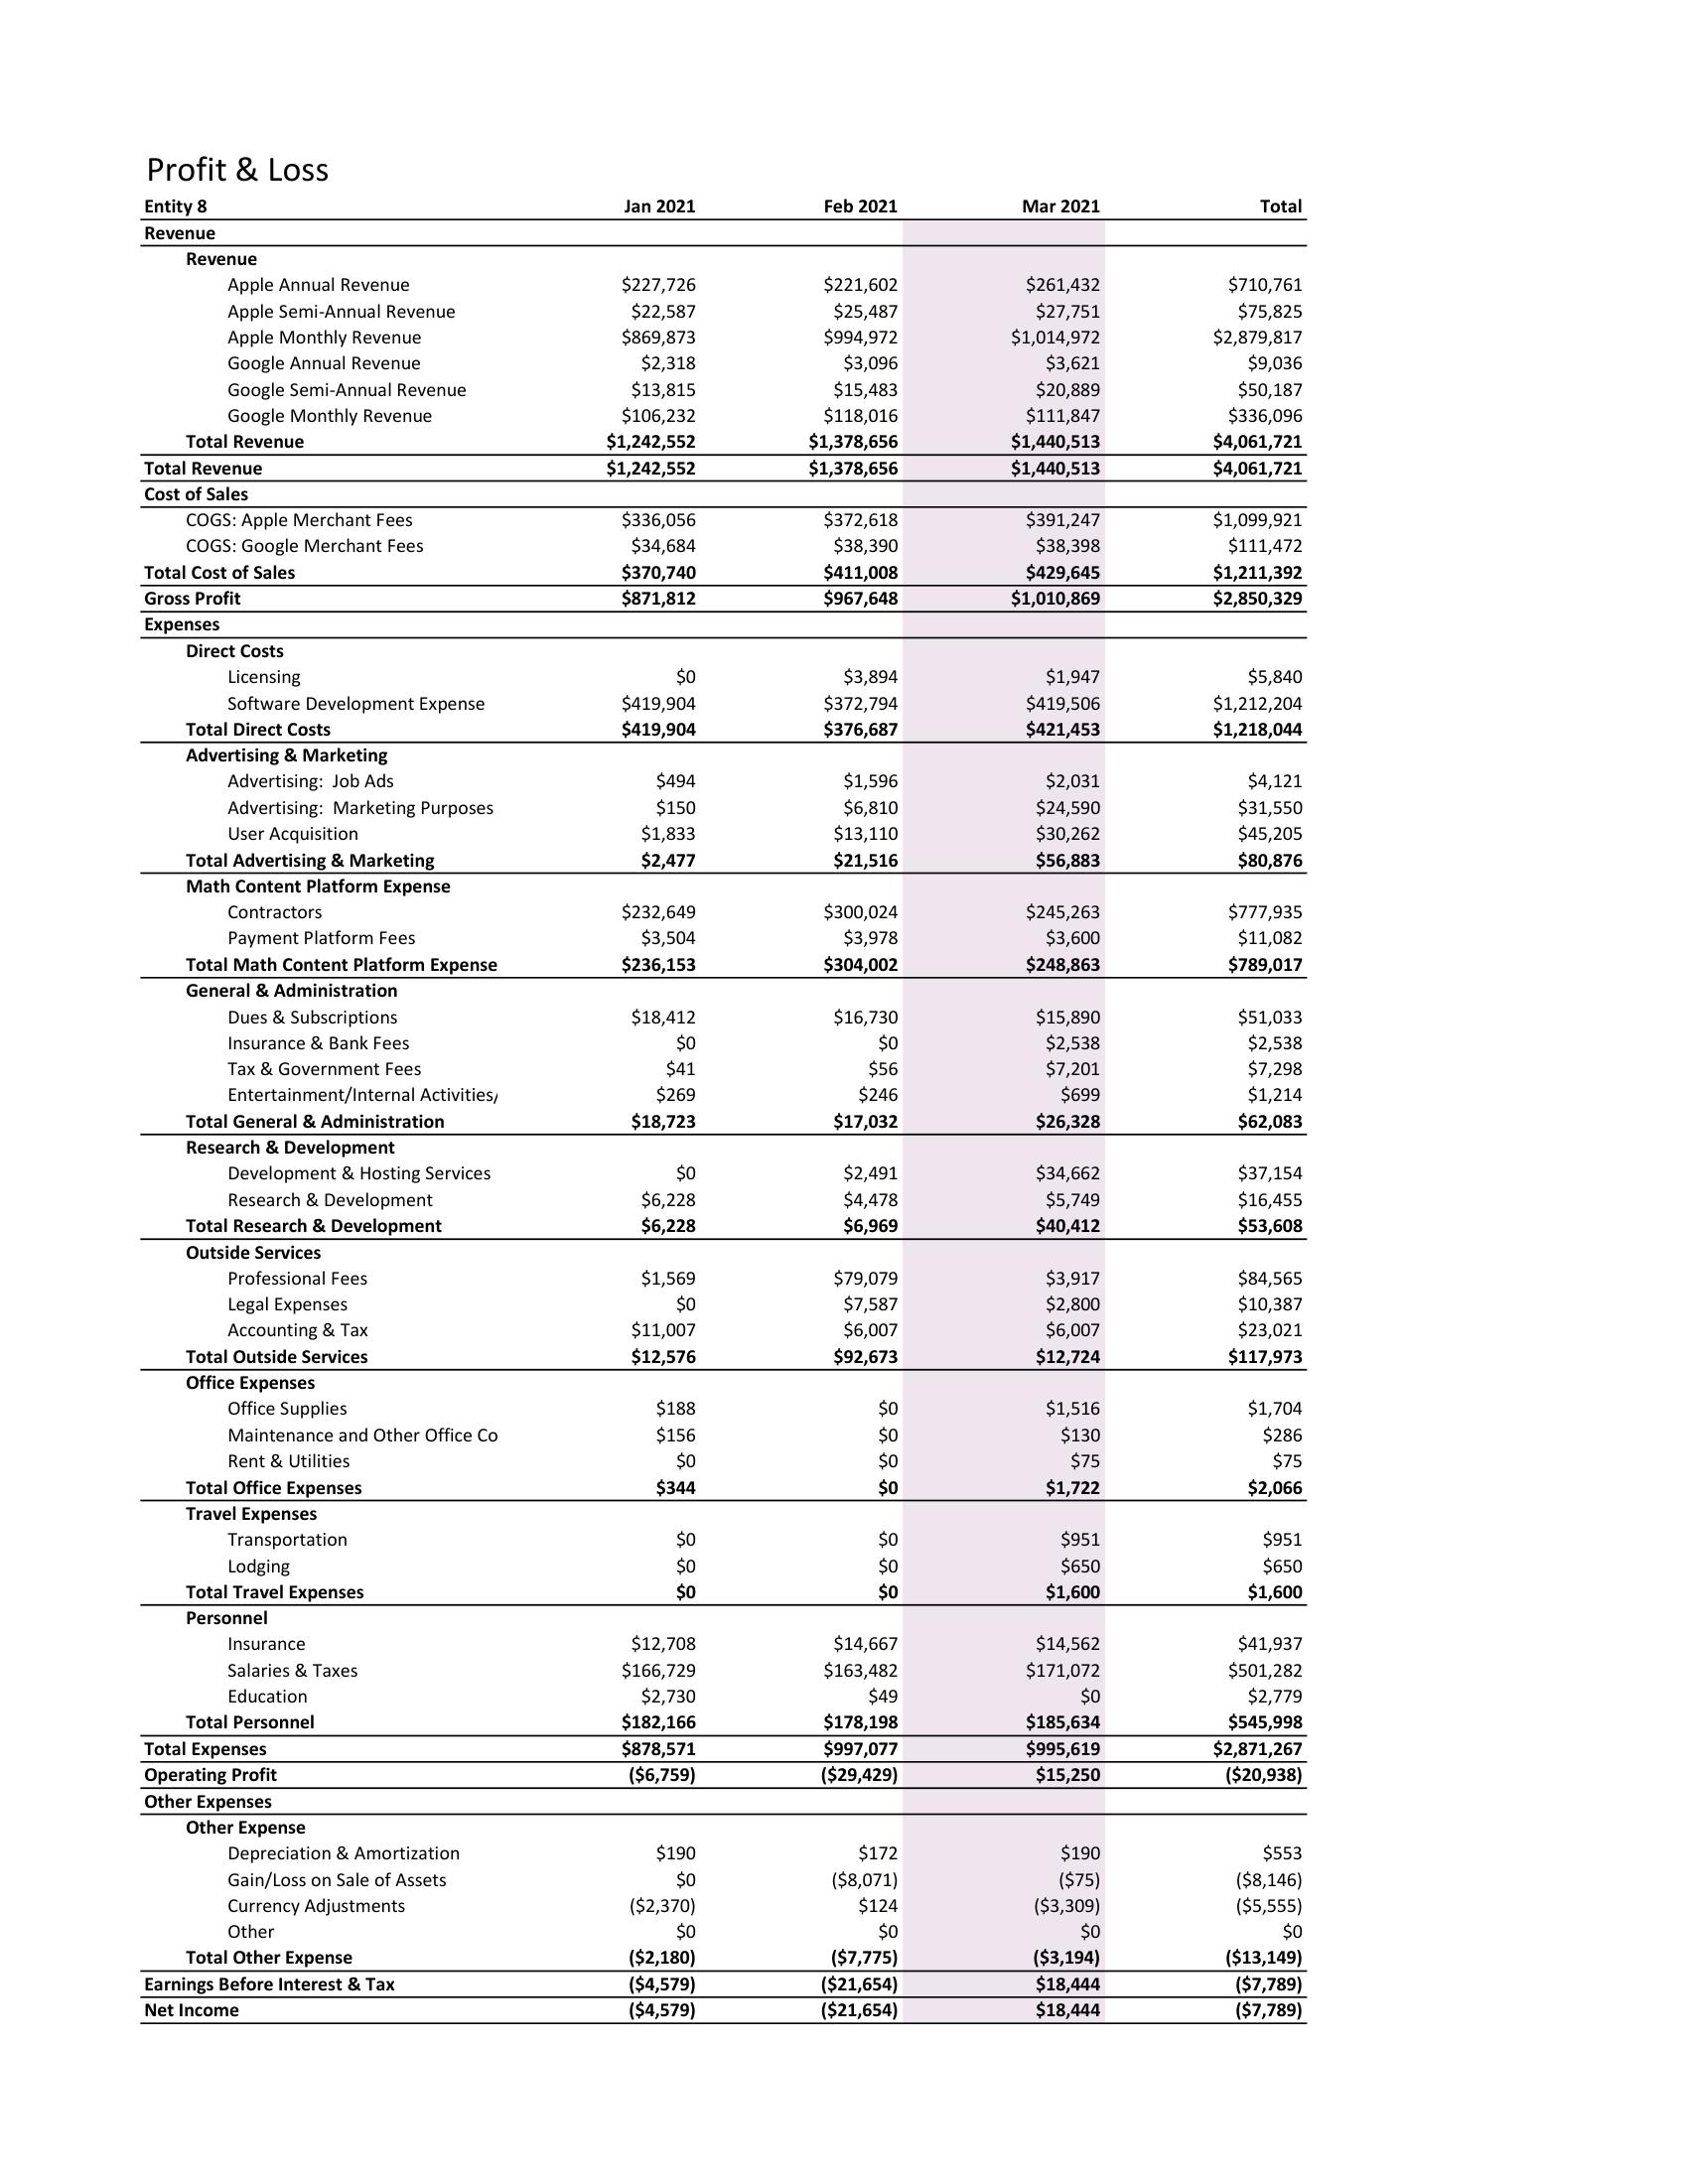 Profit & Loss
Entity 8 Jan 2021 Feb 2021 Mar 2021 Total
Revenue
Revenue
Apple Annual Revenue $227,726 $221,602 $261,432 $710,761
Apple Semi-Annual Revenue $22,587 $25,487 $27,751 $75,825
Apple Monthly Revenue $869,873 $994,972 $1,014,972 $2,879,817
Google Annual Revenue $2,318 $3,096 $3,621 $9,036
Google Semi-Annual Revenue $13,815 $15,483 $20,889 $50,187
Google Monthly Revenue $106,232 $118,016 $111,847 $336,096
Total Revenue $1,242,552 $1,378,656 $1,440,513 $4,061,721
Total Revenue $1,242,552 $1,378,656 $1,440,513 $4,061,721
Cost of Sales
COGS: Apple Merchant Fees $336,056 $372,618 $391,247 $1,099,921
COGS: Google Merchant Fees $34,684 $38,390 $38,398 $111,472
Total Cost of Sales $370,740 $411,008 $429,645 $1,211,392
Gross Profit $871,812 $967,648 $1,010,869 $2,850,329
Expenses
Direct Costs
Licensing $0 $3,894 $1,947 $5,840
Software Development Expense $419,904 $372,794 $419,506 $1,212,204
Total Direct Costs $419,904 $376,687 $421,453 $1,218,044
Advertising & Marketing
Advertising: Job Ads $494 $1,596 $2,031 $4,121
Advertising: Marketing Purposes $150 $6,810 $24,590 $31,550
User Acquisition $1,833 $13,110 $30,262 $45,205
Total Advertising & Marketing $2,477 $21,516 $56,883 $80,876
Math Content Platform Expense
Contractors $232,649 $300,024 $245,263 $777,935
Payment Platform Fees $3,504 $3,978 $3,600 $11,082
Total Math Content Platform Expense $236,153 $304,002 $248,863 $789,017
General & Administration
Dues & Subscriptions $18,412 $16,730 $15,890 $51,033
Insurance & Bank Fees $0 $0 $2,538 $2,538
Tax & Government Fees $41 $56 $7,201 $7,298
Entertainment/Internal Activities/ $269 $246 $699 $1,214
Total General & Administration $18,723 $17,032 $26,328 $62,083
Research & Development
Development & Hosting Services $0 $2,491 $34,662 $37,154
Research & Development $6,228 $4,478 $5,749 $16,455
Total Research & Development $6,228 $6,969 $40,412 $53,608
Outside Services
Professional Fees $1,569 $79,079 $3,917 $84,565
Legal Expenses $0 $7,587 $2,800 $10,387
Accounting & Tax $11,007 $6,007 $6,007 $23,021
Total Outside Services $12,576 $92,673 $12,724 $117,973
Office Expenses
Office Supplies $188 $0 $1,516 $1,704
Maintenance and Other Office Co $156 $0 $130 $286
Rent & Utilities $0 $0 $75 $75
Total Office Expenses $344 $0 $1,722 $2,066
Travel Expenses
Transportation $0 $0 $951 $951
Lodging $0 $0 $650 $650
Total Travel Expenses $0 $0 $1,600 $1,600
Personnel
Insurance $12,708 $14,667 $14,562 $41,937
Salaries & Taxes $166,729 $163,482 $171,072 $501,282
Education $2,730 $49 $0 $2,779
Total Personnel $182,166 $178,198 $185,634 $545,998
Total Expenses $878,571 $997,077 $995,619 $2,871,267
Operating Profit ($6,759) ($29,429) $15,250 ($20,938)
Other Expenses
Other Expense
Depreciation & Amortization $190 $172 $190 $553
Gain/Loss on Sale of Assets $0 ($8,071) ($75) ($8,146)
Currency Adjustments ($2,370) $124 ($3,309) ($5,555)
Other $0 $0 $0 $0
Total Other Expense ($2,180) ($7,775) ($3,194) ($13,149)
Earnings Before Interest & Tax ($4,579) ($21,654) $18,444 ($7,789)
Net Income ($4,579) ($21,654) $18,444 ($7,789)